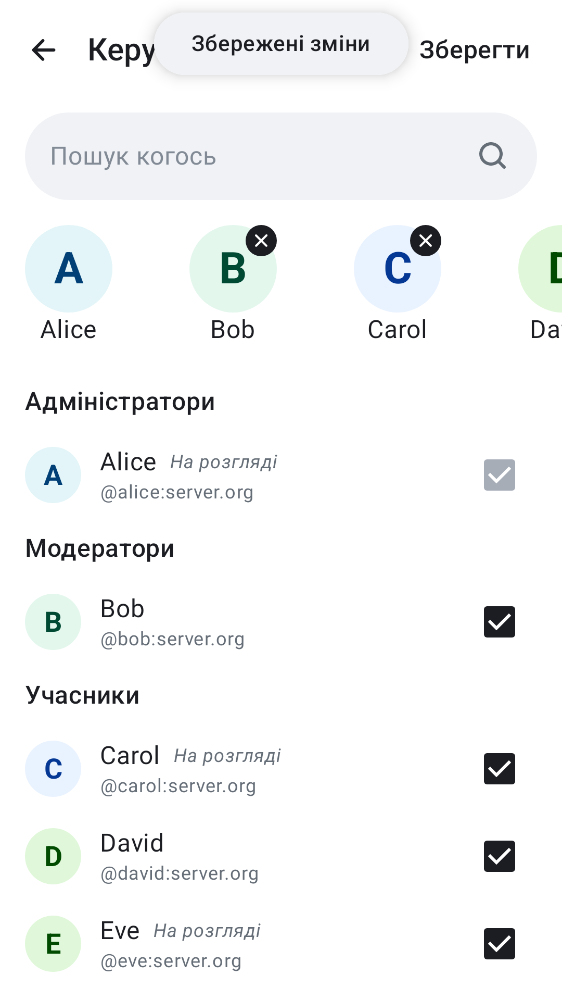 Керу
Збережені зміни
Зберегти
Пошук когось
A
B
C
D
Alice
Bob
Carol
Da
Адміністратори
A
Alice На розгляді
@alice:server.org
Модератори
B
Bob
@bob:server.org
Учасники
C
Carol На розгляді
@carol:server.org
D
David
@david:server.org
E
Eve На розгляді
@eve:server.org